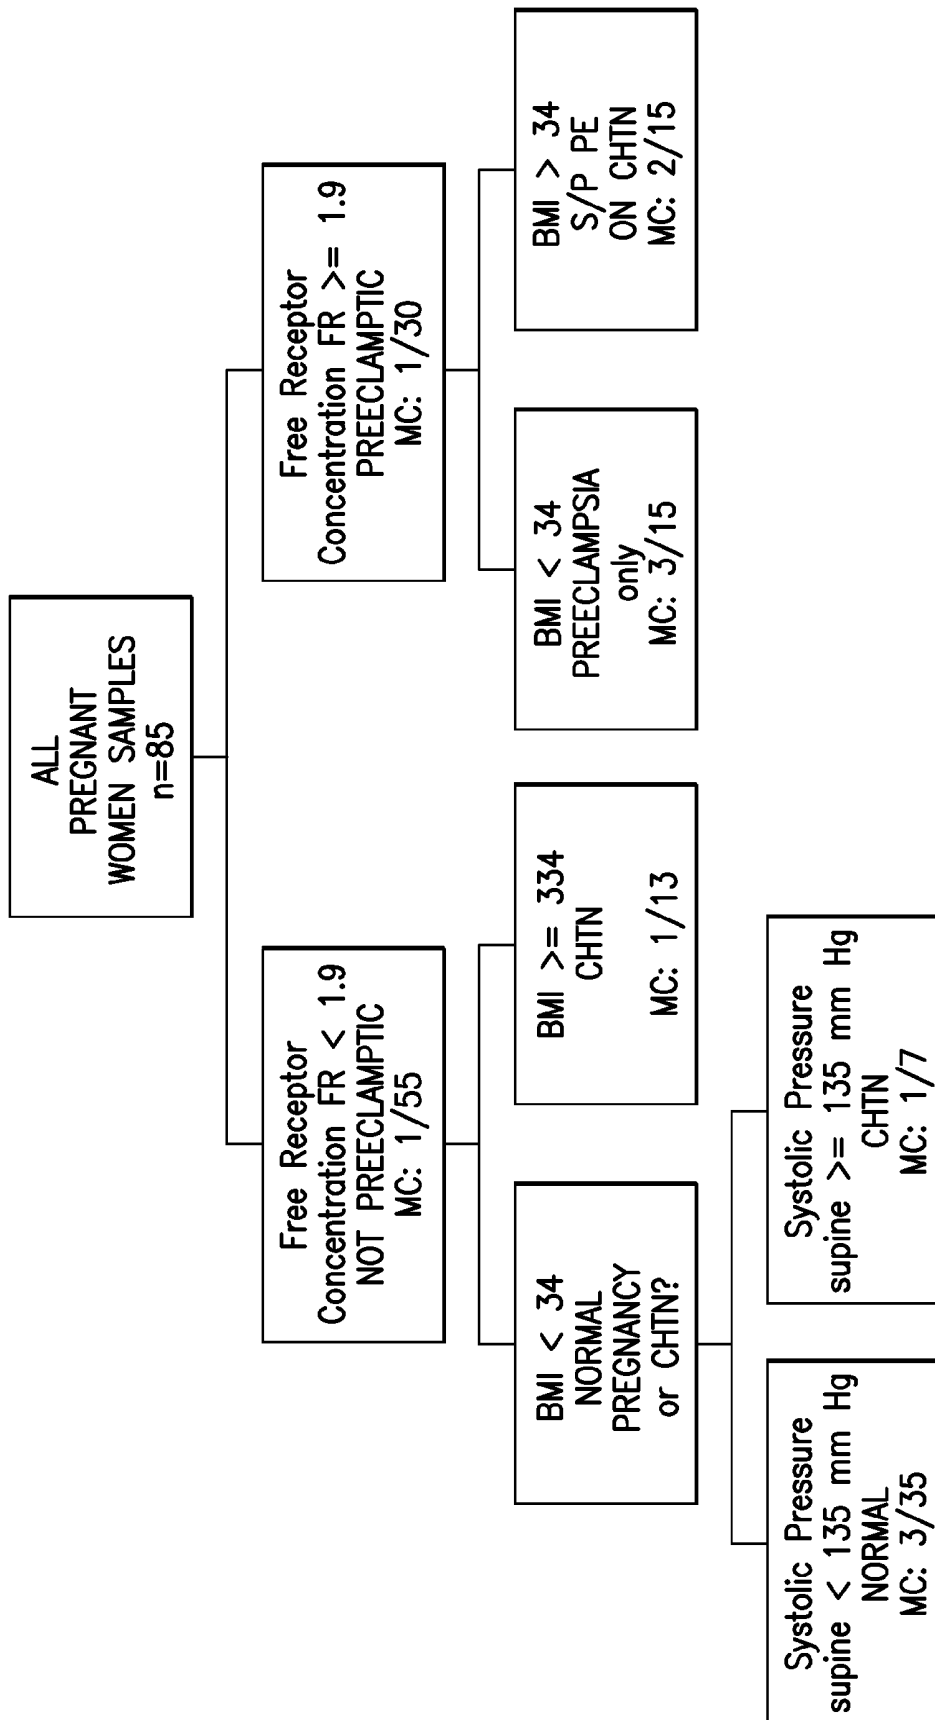 ALL
PREGNANT
WOMEN SAMPLES
n=85
Free Receptor
Concentration FR < 1.9
NOT PREECLAMPTIC
MC: 1/55
Free Receptor
Concentration FR >= 1.9
PREECLAMPTIC
MC: 1/30
BMI < 34
NORMAL
PREGNANCY
or CHTN?
BMI >= 334
CHTN
MC: 1/13
BMI < 34
PREECLAMPSIA
only
MC: 3/15
BMI > 34
S/P PE
ON CHTN
MC: 2/15
Systolic Pressure
supine < 135 mm Hg
NORMAL
MC: 3/35
Systolic Pressure
supine >= 135 mm Hg
CHTN
MC: 1/7